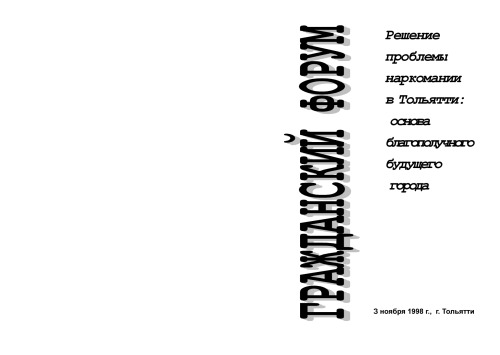 ГРАЖДАНСКИЙ ФОРУМ
Решение
проблемы
наркомании
в Тольятти:
основа
благополучного
будущего
города
3 ноября 1998 г., г. Тольятти